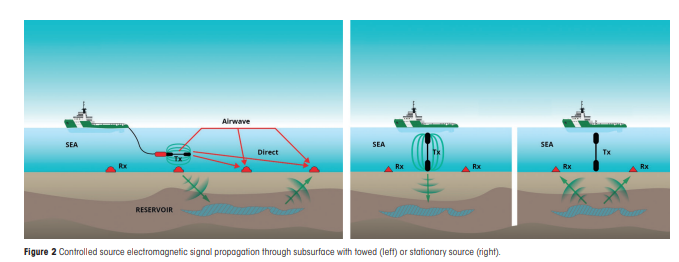 Airwave
SEA
Tx
Direct
Rx
RESERVOIR
SEA
Tx
Rx
Rx
SEA
Tx
Rx
Rx
Figure 2 Controlled source electromagnetic signal propagation through subsurface with towed (left) or stationary source (right).